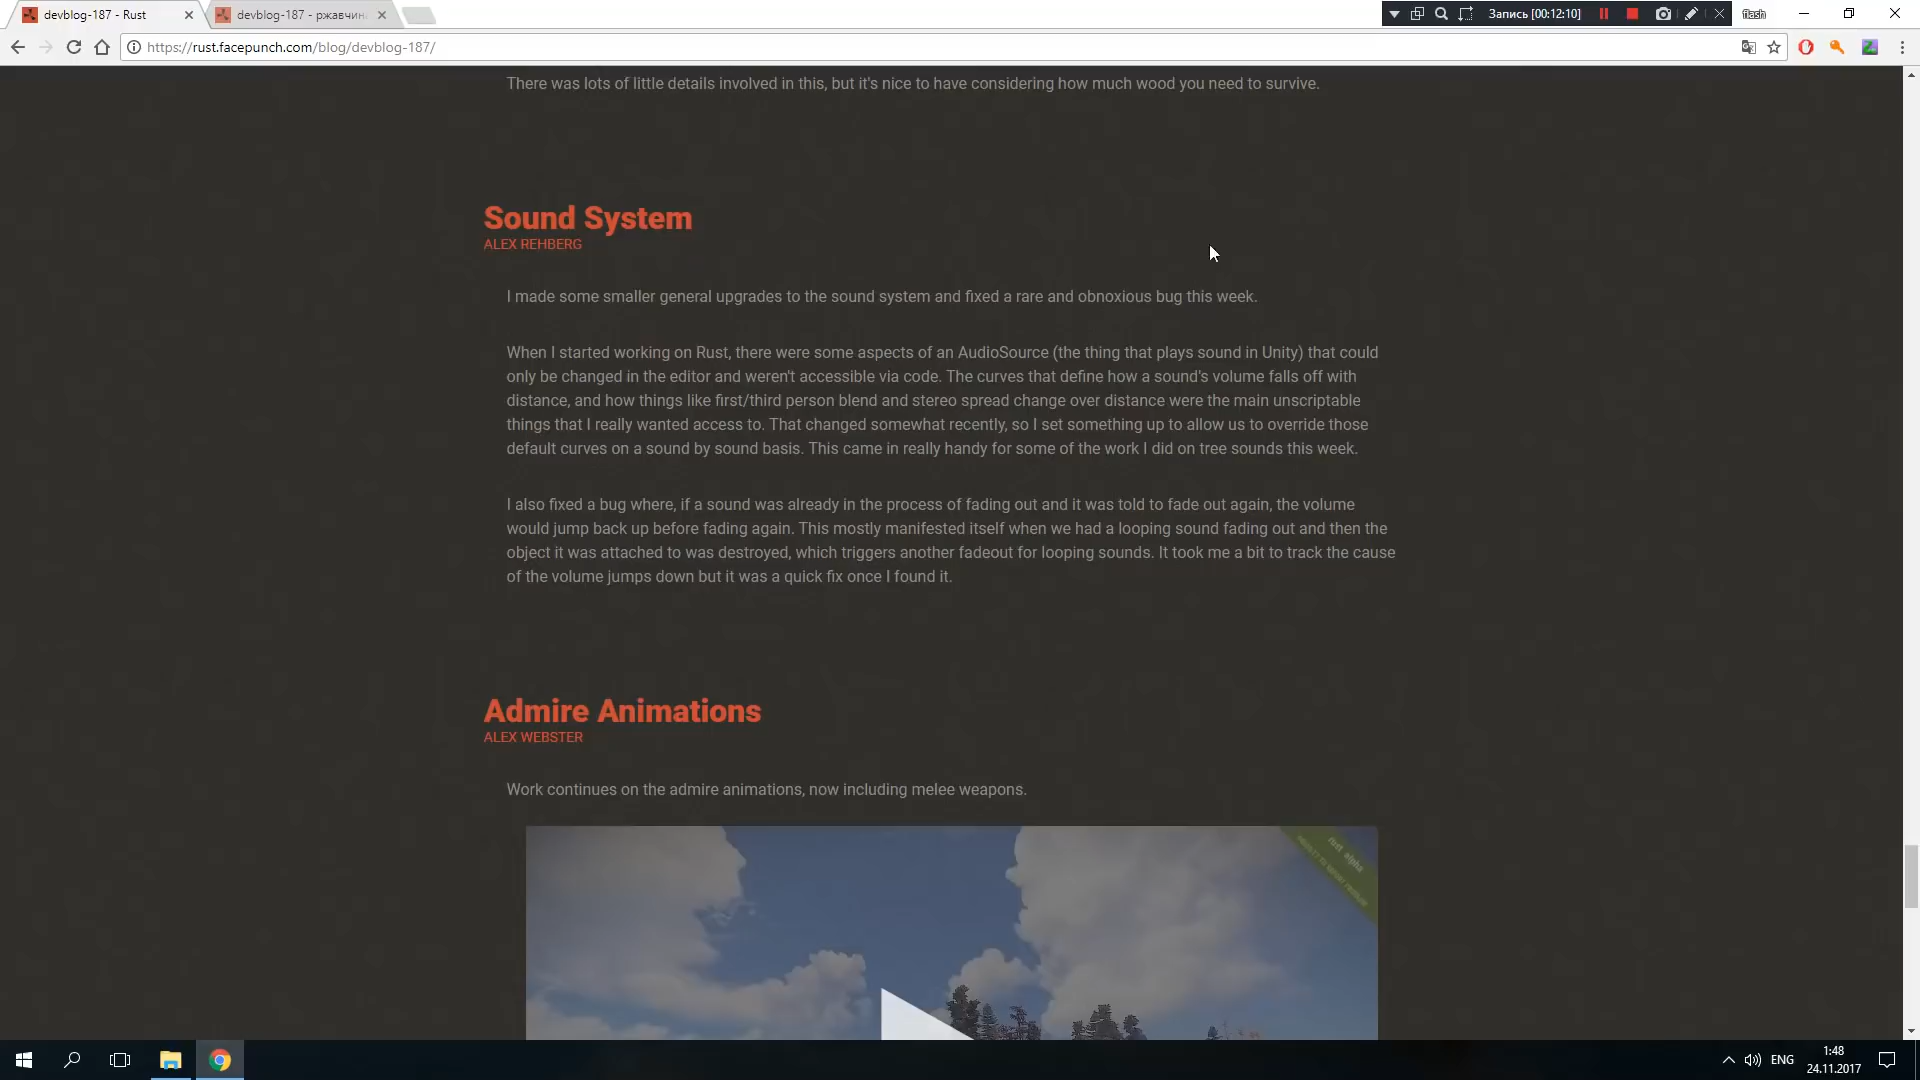 devblog-187 - Rust
devblog-187 - ржавчина
Запись [00:12:10]
flash
https://rust.facepunch.com/blog/devblog-187/
There was lots of little details involved in this, but it's nice to have considering how much wood you need to survive.
Sound System
ALEX REHBERG
I made some smaller general upgrades to the sound system and fixed a rare and obnoxious bug this week.
When I started working on Rust, there were some aspects of an AudioSource (the thing that plays sound in Unity) that could
only be changed in the editor and weren't accessible via code. The curves that define how a sound's volume falls off with
distance, and how things like first/third person blend and stereo spread change over distance were the main unscriptable
things that I really wanted access to. That changed somewhat recently, so I set something up to allow us to override those
default curves on a sound by sound basis. This came in really handy for some of the work I did on tree sounds this week.
I also fixed a bug where, if a sound was already in the process of fading out and it was told to fade out again, the volume
would jump back up before fading again. This mostly manifested itself when we had a looping sound fading out and then the
object it was attached to was destroyed, which triggers another fadeout for looping sounds. It took me a bit to track the cause
of the volume jumps down but it was a quick fix once I found it.
Admire Animations
ALEX WEBSTER
Work continues on the admire animations, now including melee weapons.
rust alpha
ENG
1:48
24.11.2017